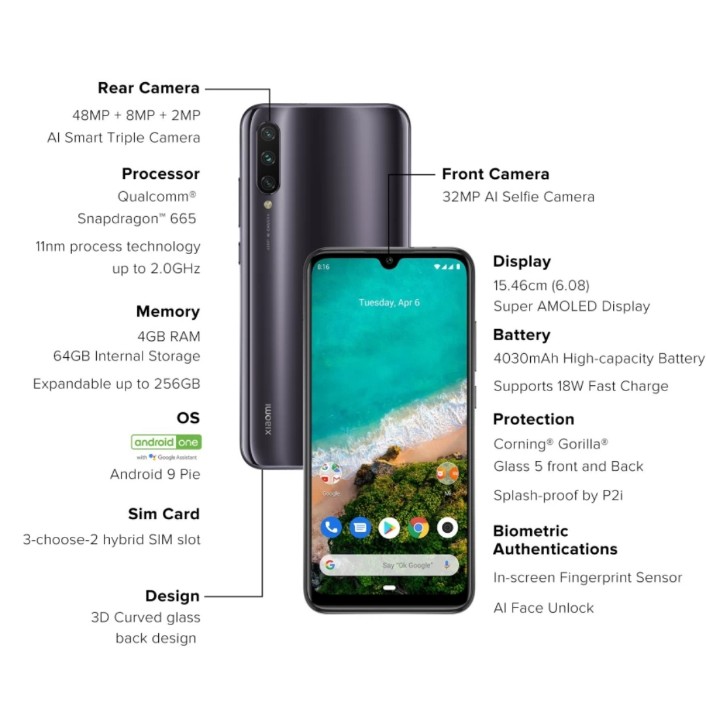 Rear Camera
48MP + 8MP + 2MP
AI Smart Triple Camera
Processor
Qualcomm®
Snapdragon™ 665
11nm process technology
up to 2.0GHz
Memory
4GB RAM
64GB Internal Storage
Expandable up to 256GB
OS
android one
with Google Assistant
Android 9 Pie
Sim Card
3-choose-2 hybrid SIM slot
Design
3D Curved glass
back design
xiaomi
8:16
Tuesday, Apr 6
Google
Say "Ok Google"
Front Camera
32MP AI Selfie Camera
Display
15.46cm (6.08)
Super AMOLED Display
Battery
4030mAh High-capacity Battery
Supports 18W Fast Charge
Protection
Corning® Gorilla®
Glass 5 front and Back
Splash-proof by P2i
Biometric
Authentications
In-screen Fingerprint Sensor
AI Face Unlock